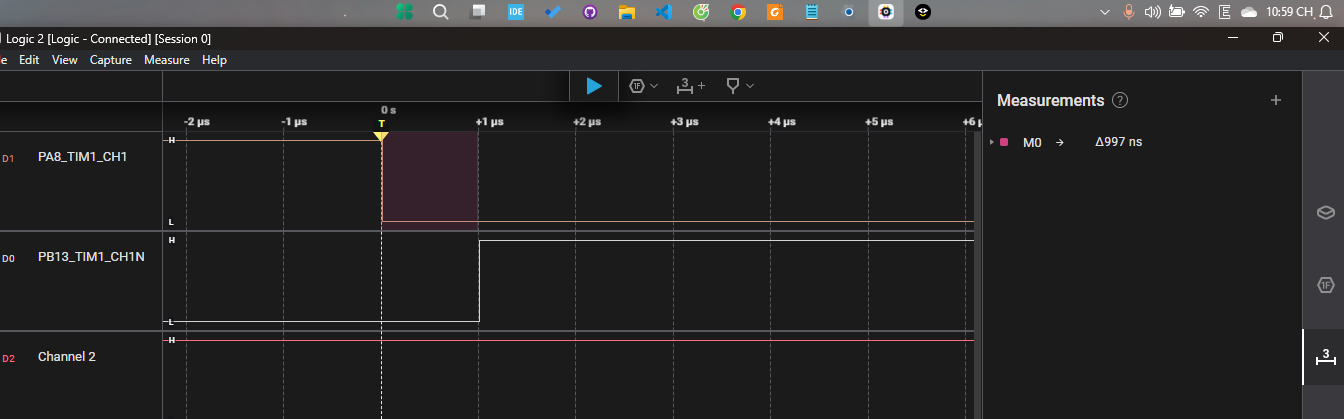 IDE
10:59 CH
Logic 2 [Logic - Connected] [Session 0]
le Edit View Capture Measure Help
1F
3 +
Measurements ? +
0 s
-2 µs -1 µs T +1 µs +2 µs +3 µs +4 µs +5 µs +6 µ
M0 → Δ997 ns
H
D1 PA8_TIM1_CH1
L
H
D0 PB13_TIM1_CH1N
L
H
D2 Channel 2
1F
3